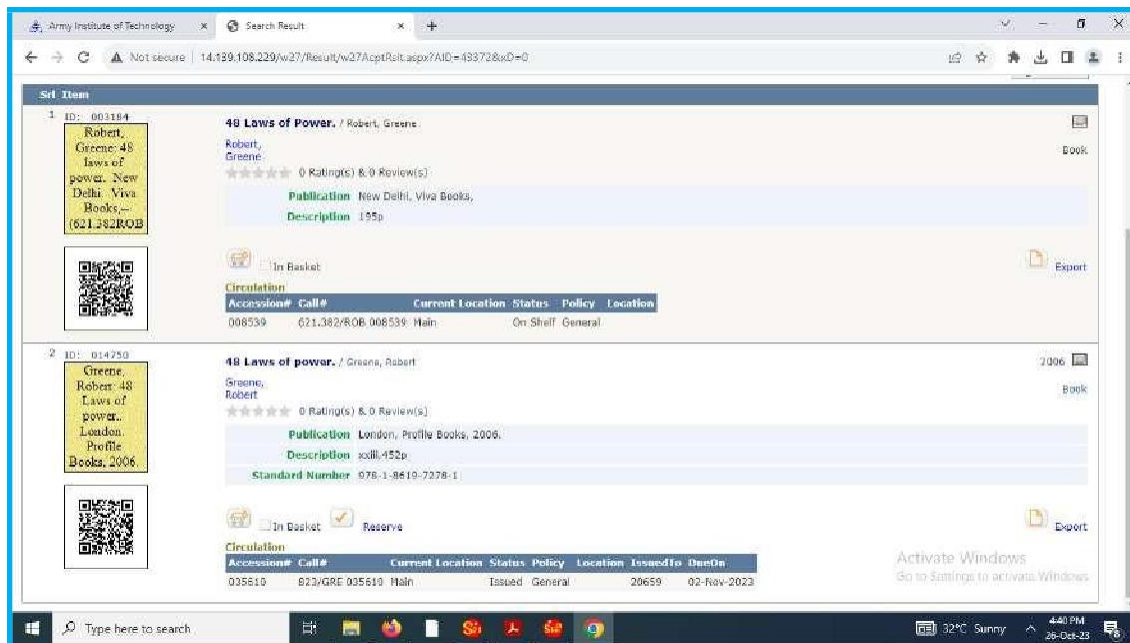 Army Institute of Technology
Search Result
Not secure 14.139.108.229/w27/Result/w27AcptRslt.aspx?AID=48372&xD=0
Srl Item
1 ID: 003184
Robert,
Greene: 48
laws of
power. New
Delhi. Viva
Books,--
(621.382ROB
48 Laws of Power. / Robert, Greene
Robert,
Greene
Book
0 Rating(s) & 0 Review(s)
Publication New Delhi, Viva Books,
Description 195p
In Basket
Export
Circulation
Accession# Call# Current Location Status Policy Location
008539 621.382/ROB 008539 Main On Shelf General
2 ID: 014750
Greene,
Robert: 48
Laws of
power..
London.
Profile
Books, 2006.
48 Laws of power. / Greene, Robert
2006
Greene,
Robert
Book
0 Rating(s) & 0 Review(s)
Publication London, Profile Books, 2006.
Description xxiii,452p
Standard Number 978-1-8619-7278-1
In Basket Reserve
Export
Circulation
Accession# Call# Current Location Status Policy Location IssuedTo DueOn
035610 823/GRE 035610 Main Issued General 20659 02-Nov-2023
Activate Windows
Go to Settings to activate Windows.
Type here to search
32°C Sunny
4:40 PM
26-Oct-23